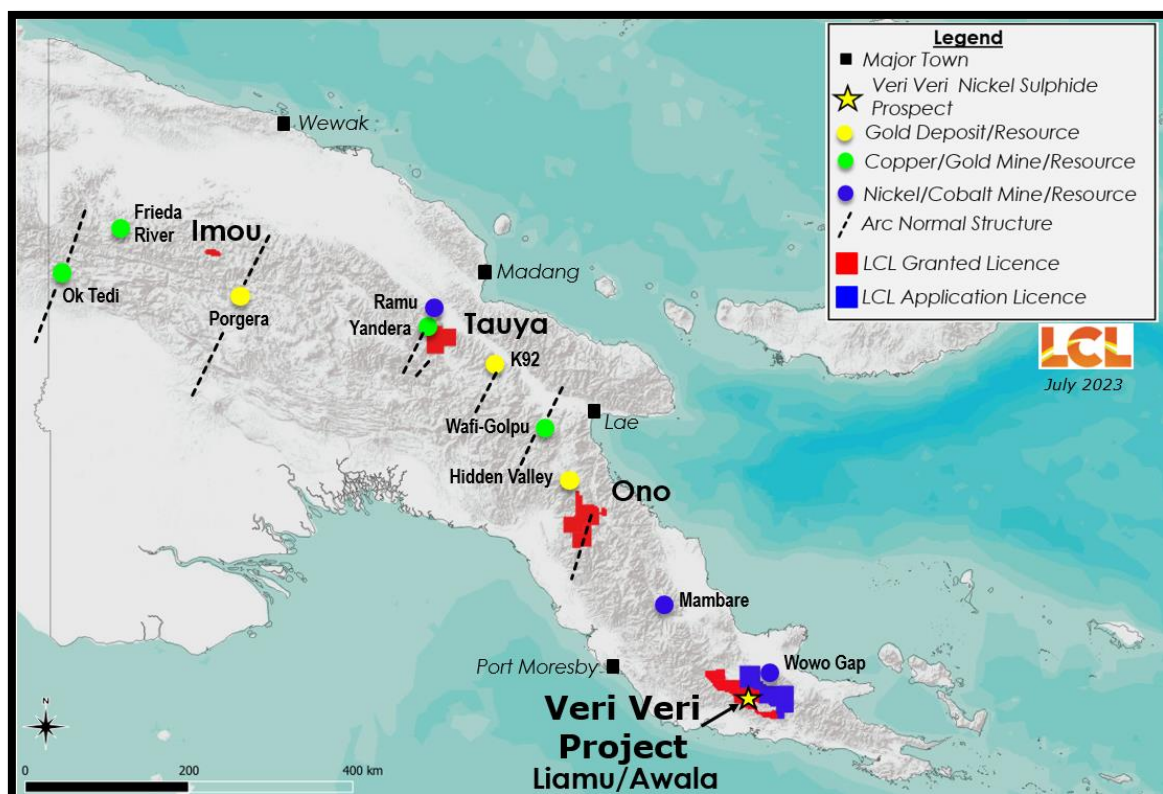 Legend
Major Town
Veri Veri Nickel Sulphide
Prospect
Gold Deposit/Resource
Copper/Gold Mine/Resource
Nickel/Cobalt Mine/Resource
Arc Normal Structure
LCL Granted Licence
LCL Application Licence
LCL
July 2023
Wewak
Frieda
River
Imou
Ok Tedi
Porgera
Madang
Ramu
Yandera
Tauya
K92
Wafi-Golpu
Lae
Hidden Valley
Ono
Mambare
Port Moresby
Wowo Gap
Veri Veri
Project
Liamu/Awala
0 200 400 km